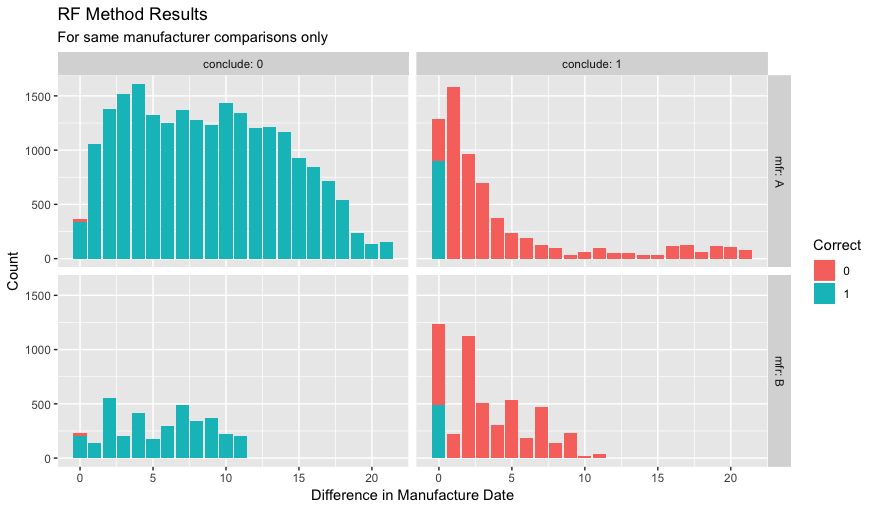 RF Method Results
For same manufacturer comparisons only
conclude: 0
conclude: 1
1500
1000
500
0
mfr: A
1500
1000
500
0
mfr: B
0
5
10
15
20
0
5
10
15
20
Count
Difference in Manufacture Date
Correct
0
1